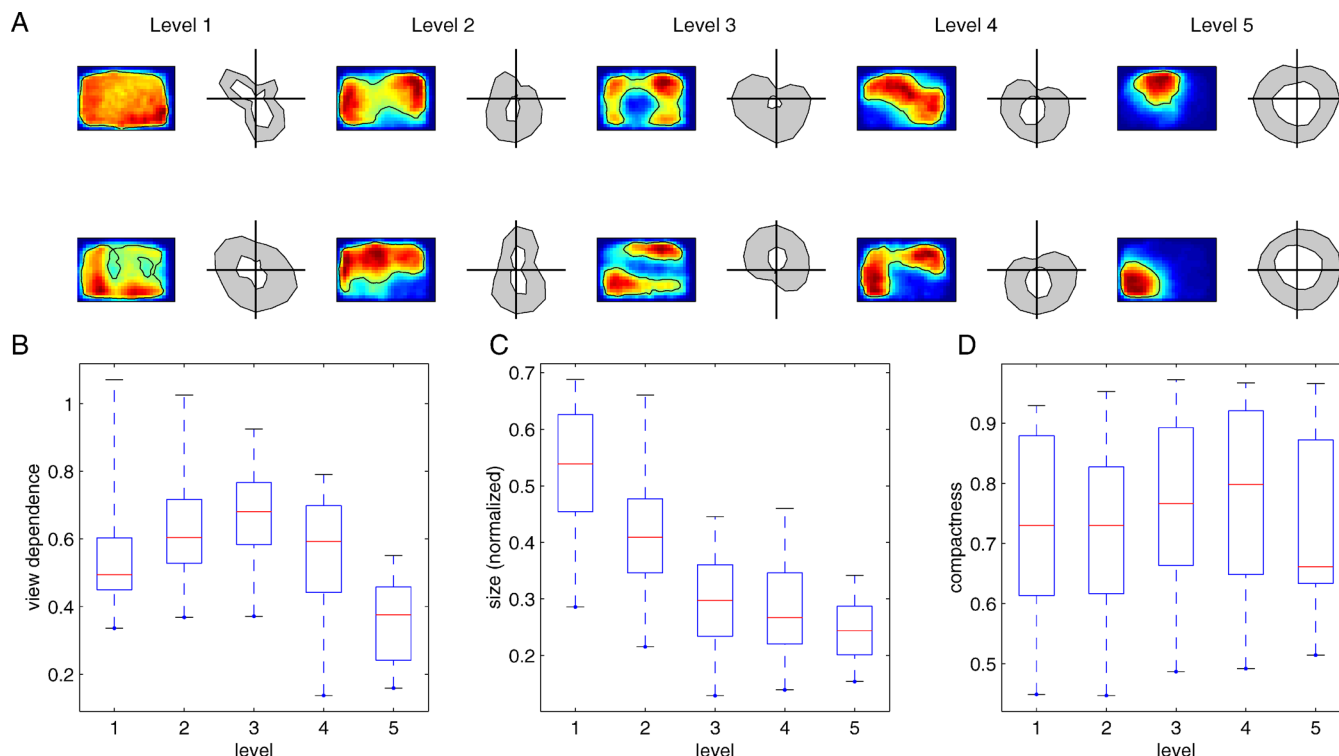 A
Level 1 Level 2 Level 3 Level 4 Level 5
B C D
view dependence
1
0.8
0.6
0.4
0.2
1 2 3 4 5
level
size (normalized)
0.7
0.6
0.5
0.4
0.3
0.2
1 2 3 4 5
level
compactness
0.9
0.8
0.7
0.6
0.5
1 2 3 4 5
level